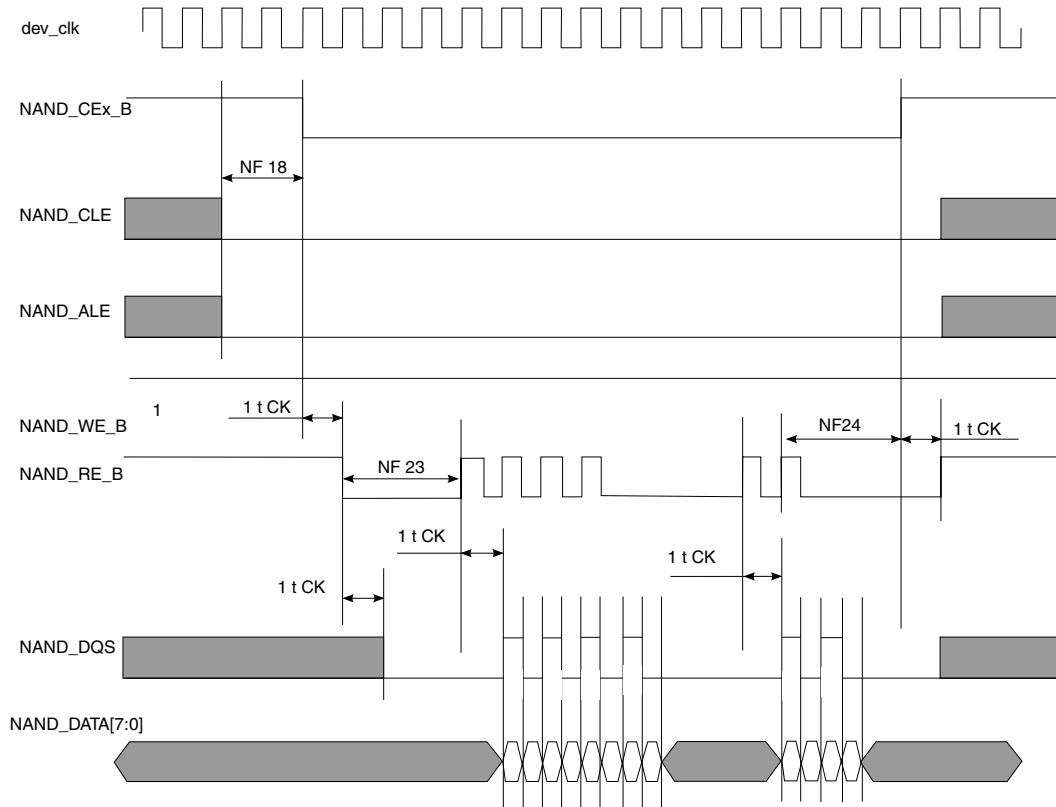 dev_clk
NAND_CEx_B
NF 18
NAND_CLE
NAND_ALE
1
1 t CK
NAND_WE_B
NF24
1 t CK
NAND_RE_B
NF 23
1 t CK
1 t CK
1 t CK
NAND_DQS
NAND_DATA[7:0]